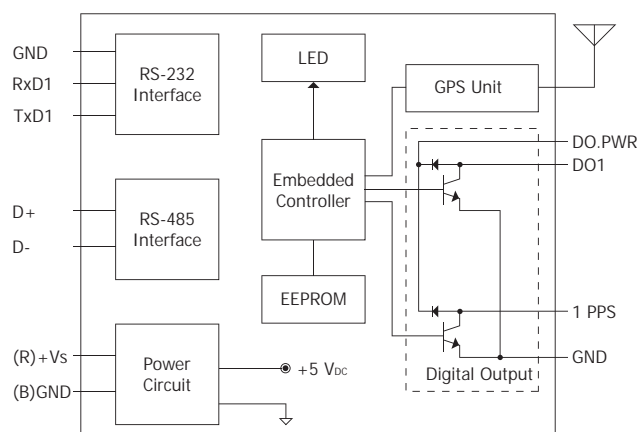 GND
RxD1
TxD1
RS-232
Interface
LED
GPS Unit
DO.PWR
DO1
Embedded
Controller
D+
D-
RS-485
Interface
EEPROM
1 PPS
GND
Digital Output
(R)+Vs
(B)GND
Power
Circuit
+5 VDC